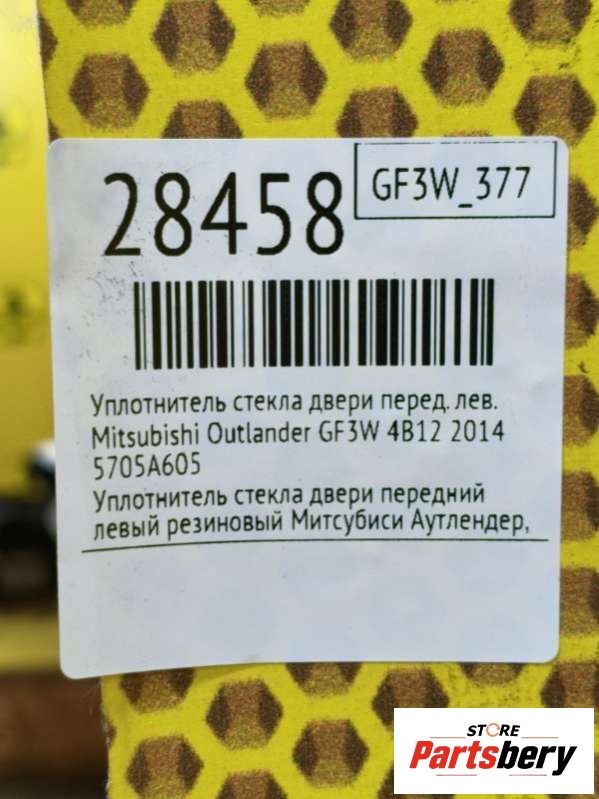 28458
GF3W_377
Уплотнитель стекла двери перед. лев.
Mitsubishi Outlander GF3W 4B12 2014
5705A605
Уплотнитель стекла двери передний
левый резиновый Митсубиси Аутлендер,
STORE
Partsbery